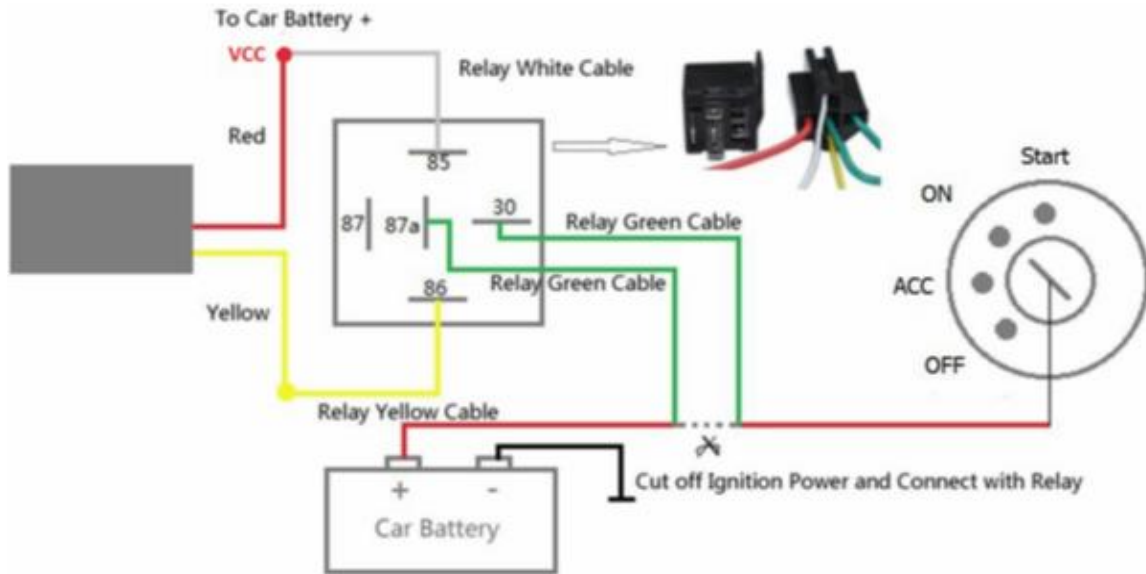 To Car Battery +
VCC
Relay White Cable
Red
85
Start
ON
30
87
87a
Relay Green Cable
ACC
Relay Green Cable
86
Yellow
OFF
Relay Yellow Cable
+ -
Cut off Ignition Power and Connect with Relay
Car Battery